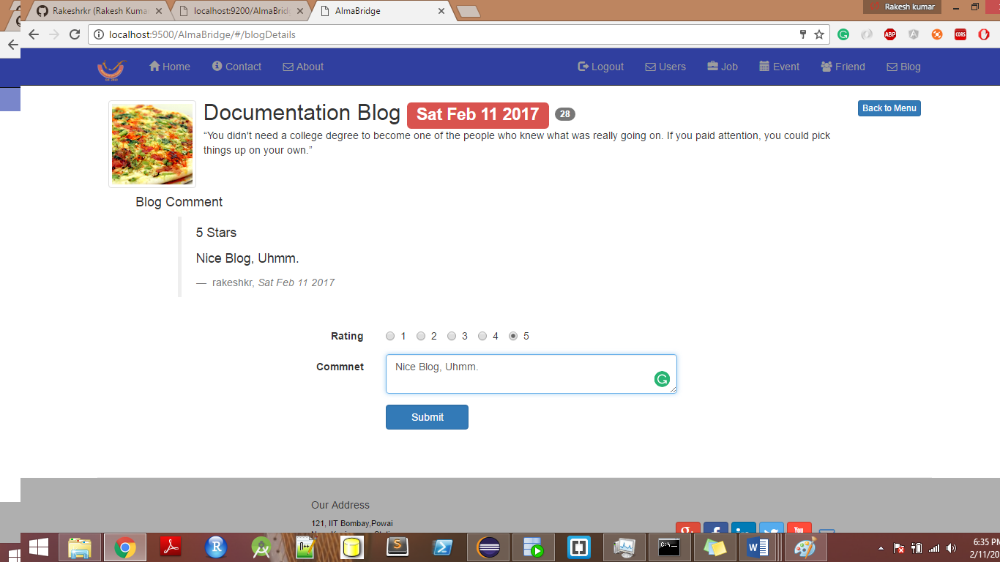 Rakeshrkr (Rakesh Kuma
localhost:9200/AlmaBridg
AlmaBridge
Rakesh kumar
localhost:9500/AlmaBridge/#/blogDetails
ABP
CORS
Home
Contact
About
Logout
Users
Job
Event
Friend
Blog
Documentation Blog Sat Feb 11 2017 28
Back to Menu
“You didn't need a college degree to become one of the people who knew what was really going on. If you paid attention, you could pick
things up on your own.”
Blog Comment
5 Stars
Nice Blog, Uhmm.
— rakeshkr, Sat Feb 11 2017
Rating 1 2 3 4 5
Commnet
Nice Blog, Uhmm.
Submit
Our Address
121, IIT Bombay,Powai
You
6:35 PM
2/11/20